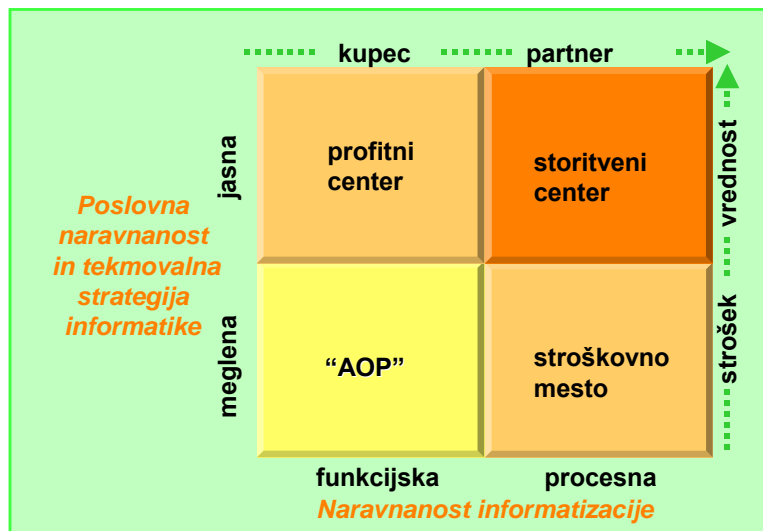 kupec
partner
jasna
profitni
center
storitveni
center
vrednost
Poslovna
naravnanost
in tekmovalna
strategija
informatike
meglena
“AOP”
stroškovno
mesto
strošek
funkcijska
procesna
Naravnanost informatizacije